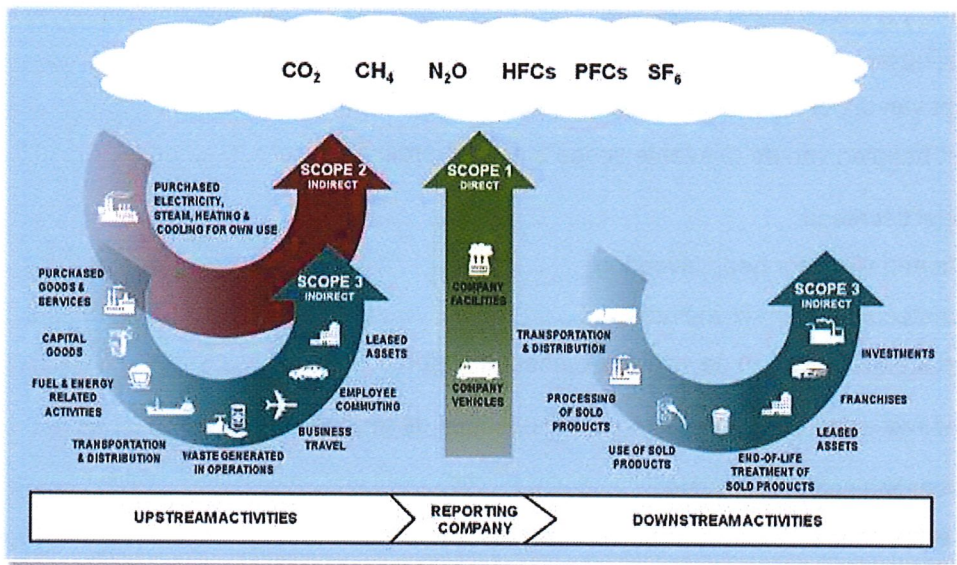 CO₂ CH₄ N₂O HFCs PFCs SF₆
SCOPE 2
INDIRECT
PURCHASED
ELECTRICITY,
STEAM, HEATING &
COOLING FOR OWN USE
SCOPE 1
DIRECT
COMPANY
FACILITIES
COMPANY
VEHICLES
SCOPE 3
INDIRECT
PURCHASED
GOODS &
SERVICES
CAPITAL
GOODS
FUEL & ENERGY
RELATED
ACTIVITIES
TRANSPORTATION
& DISTRIBUTION
WASTE GENERATED
IN OPERATIONS
BUSINESS
TRAVEL
EMPLOYEE
COMMUTING
LEASED
ASSETS
SCOPE 3
INDIRECT
TRANSPORTATION
& DISTRIBUTION
PROCESSING
OF SOLD
PRODUCTS
USE OF SOLD
PRODUCTS
END-OF-LIFE
TREATMENT OF
SOLD PRODUCTS
LEASED
ASSETS
FRANCHISES
INVESTMENTS
UPSTREAMACTIVITIES
REPORTING
COMPANY
DOWNSTREAMACTIVITIES